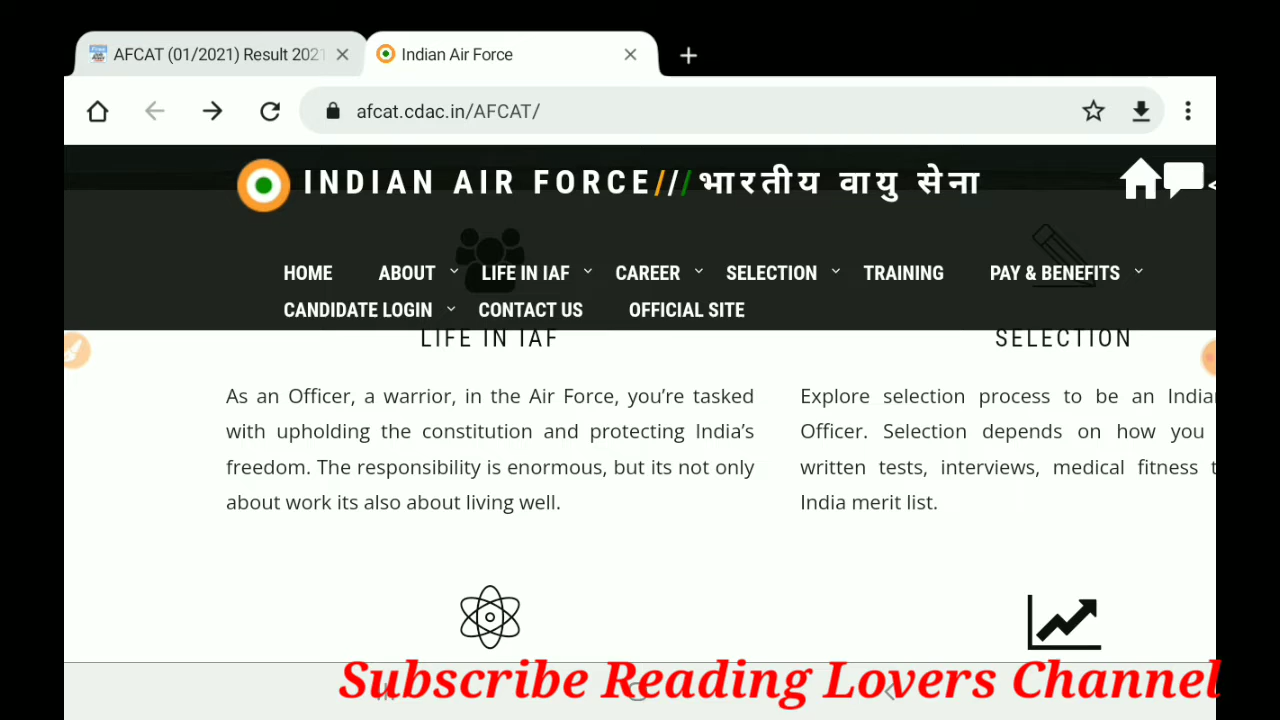 AFCAT (01/2021) Result 2021
Indian Air Force
afcat.cdac.in/AFCAT/
INDIAN AIR FORCE///भारतीय वायु सेना
HOME ABOUT LIFE IN IAF CAREER SELECTION TRAINING PAY & BENEFITS
CANDIDATE LOGIN CONTACT US OFFICIAL SITE
LIFE IN IAF
As an Officer, a warrior, in the Air Force, you’re tasked
with upholding the constitution and protecting India’s
freedom. The responsibility is enormous, but its not only
about work its also about living well.
SELECTION
Explore selection process to be an India
Officer. Selection depends on how you
written tests, interviews, medical fitness t
India merit list.
Subscribe Reading Lovers Channel